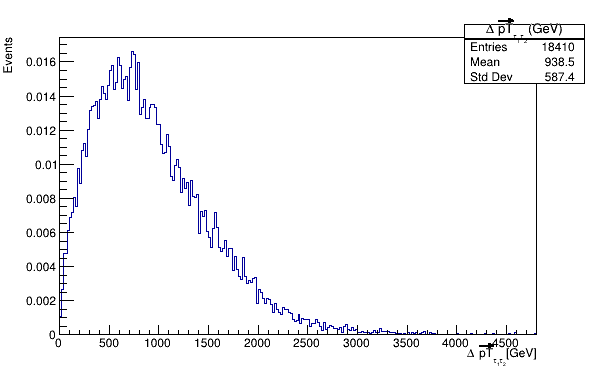 Δ pT τ₁τ₂ (GeV)
Entries 18410
Mean 938.5
Std Dev 587.4
Events
0.016
0.014
0.012
0.01
0.008
0.006
0.004
0.002
0
0 500 1000 1500 2000 2500 3000 3500 4000 4500
Δ pT τ₁τ₂ [GeV]